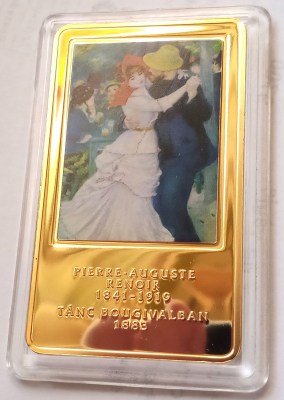 PIERRE-AUGUSTE
RENOIR
1841-1919
TÁNC BOUGIVALBAN
1883